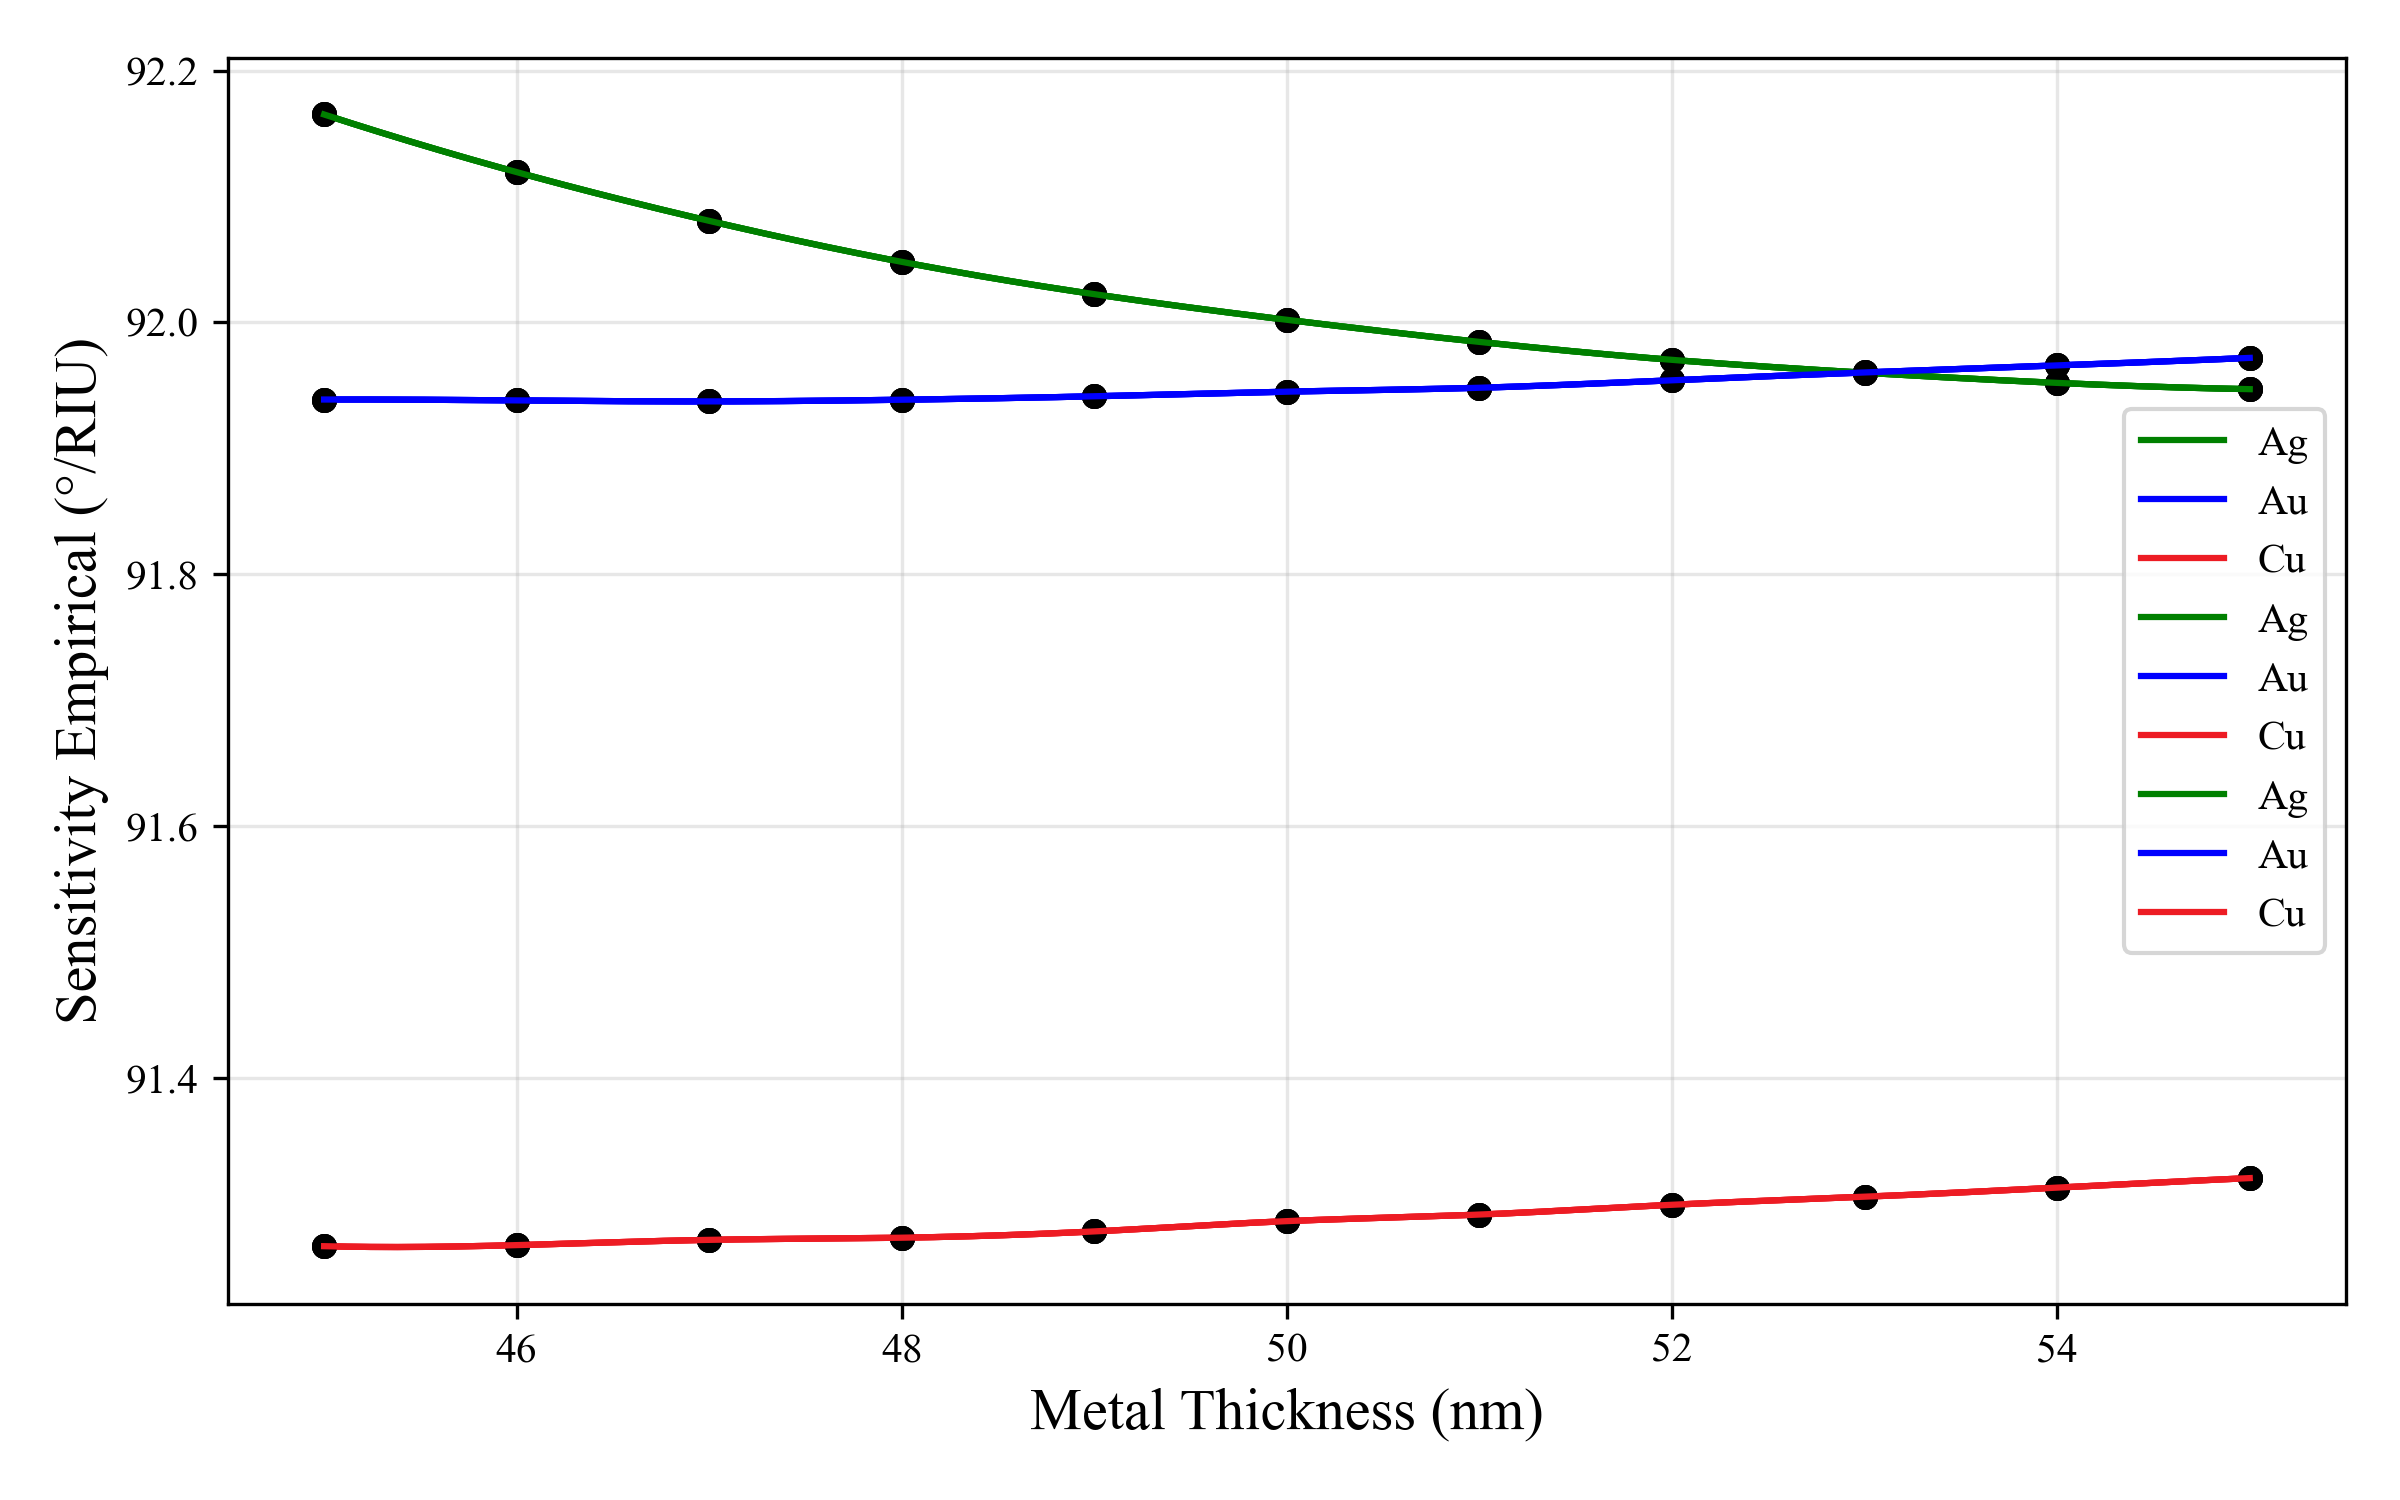 92.2
92.0
91.8
91.6
91.4
Sensitivity Empirical (°/RIU)
Ag
Au
Cu
Ag
Au
Cu
Ag
Au
Cu
46 48 50 52 54
Metal Thickness (nm)